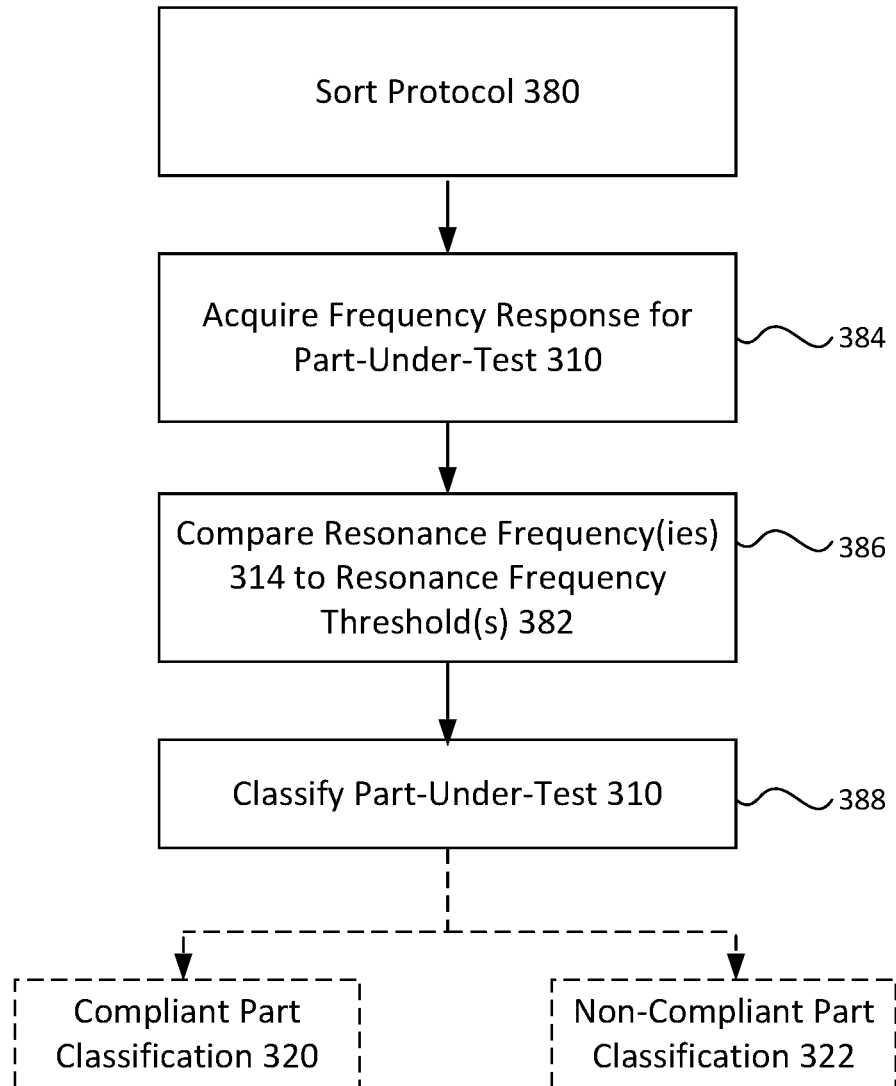 Sort Protocol 380
Acquire Frequency Response for
Part-Under-Test 310
384
Compare Resonance Frequency(ies)
314 to Resonance Frequency
Threshold(s) 382
386
Classify Part-Under-Test 310
388
Compliant Part
Classification 320
Non-Compliant Part
Classification 322